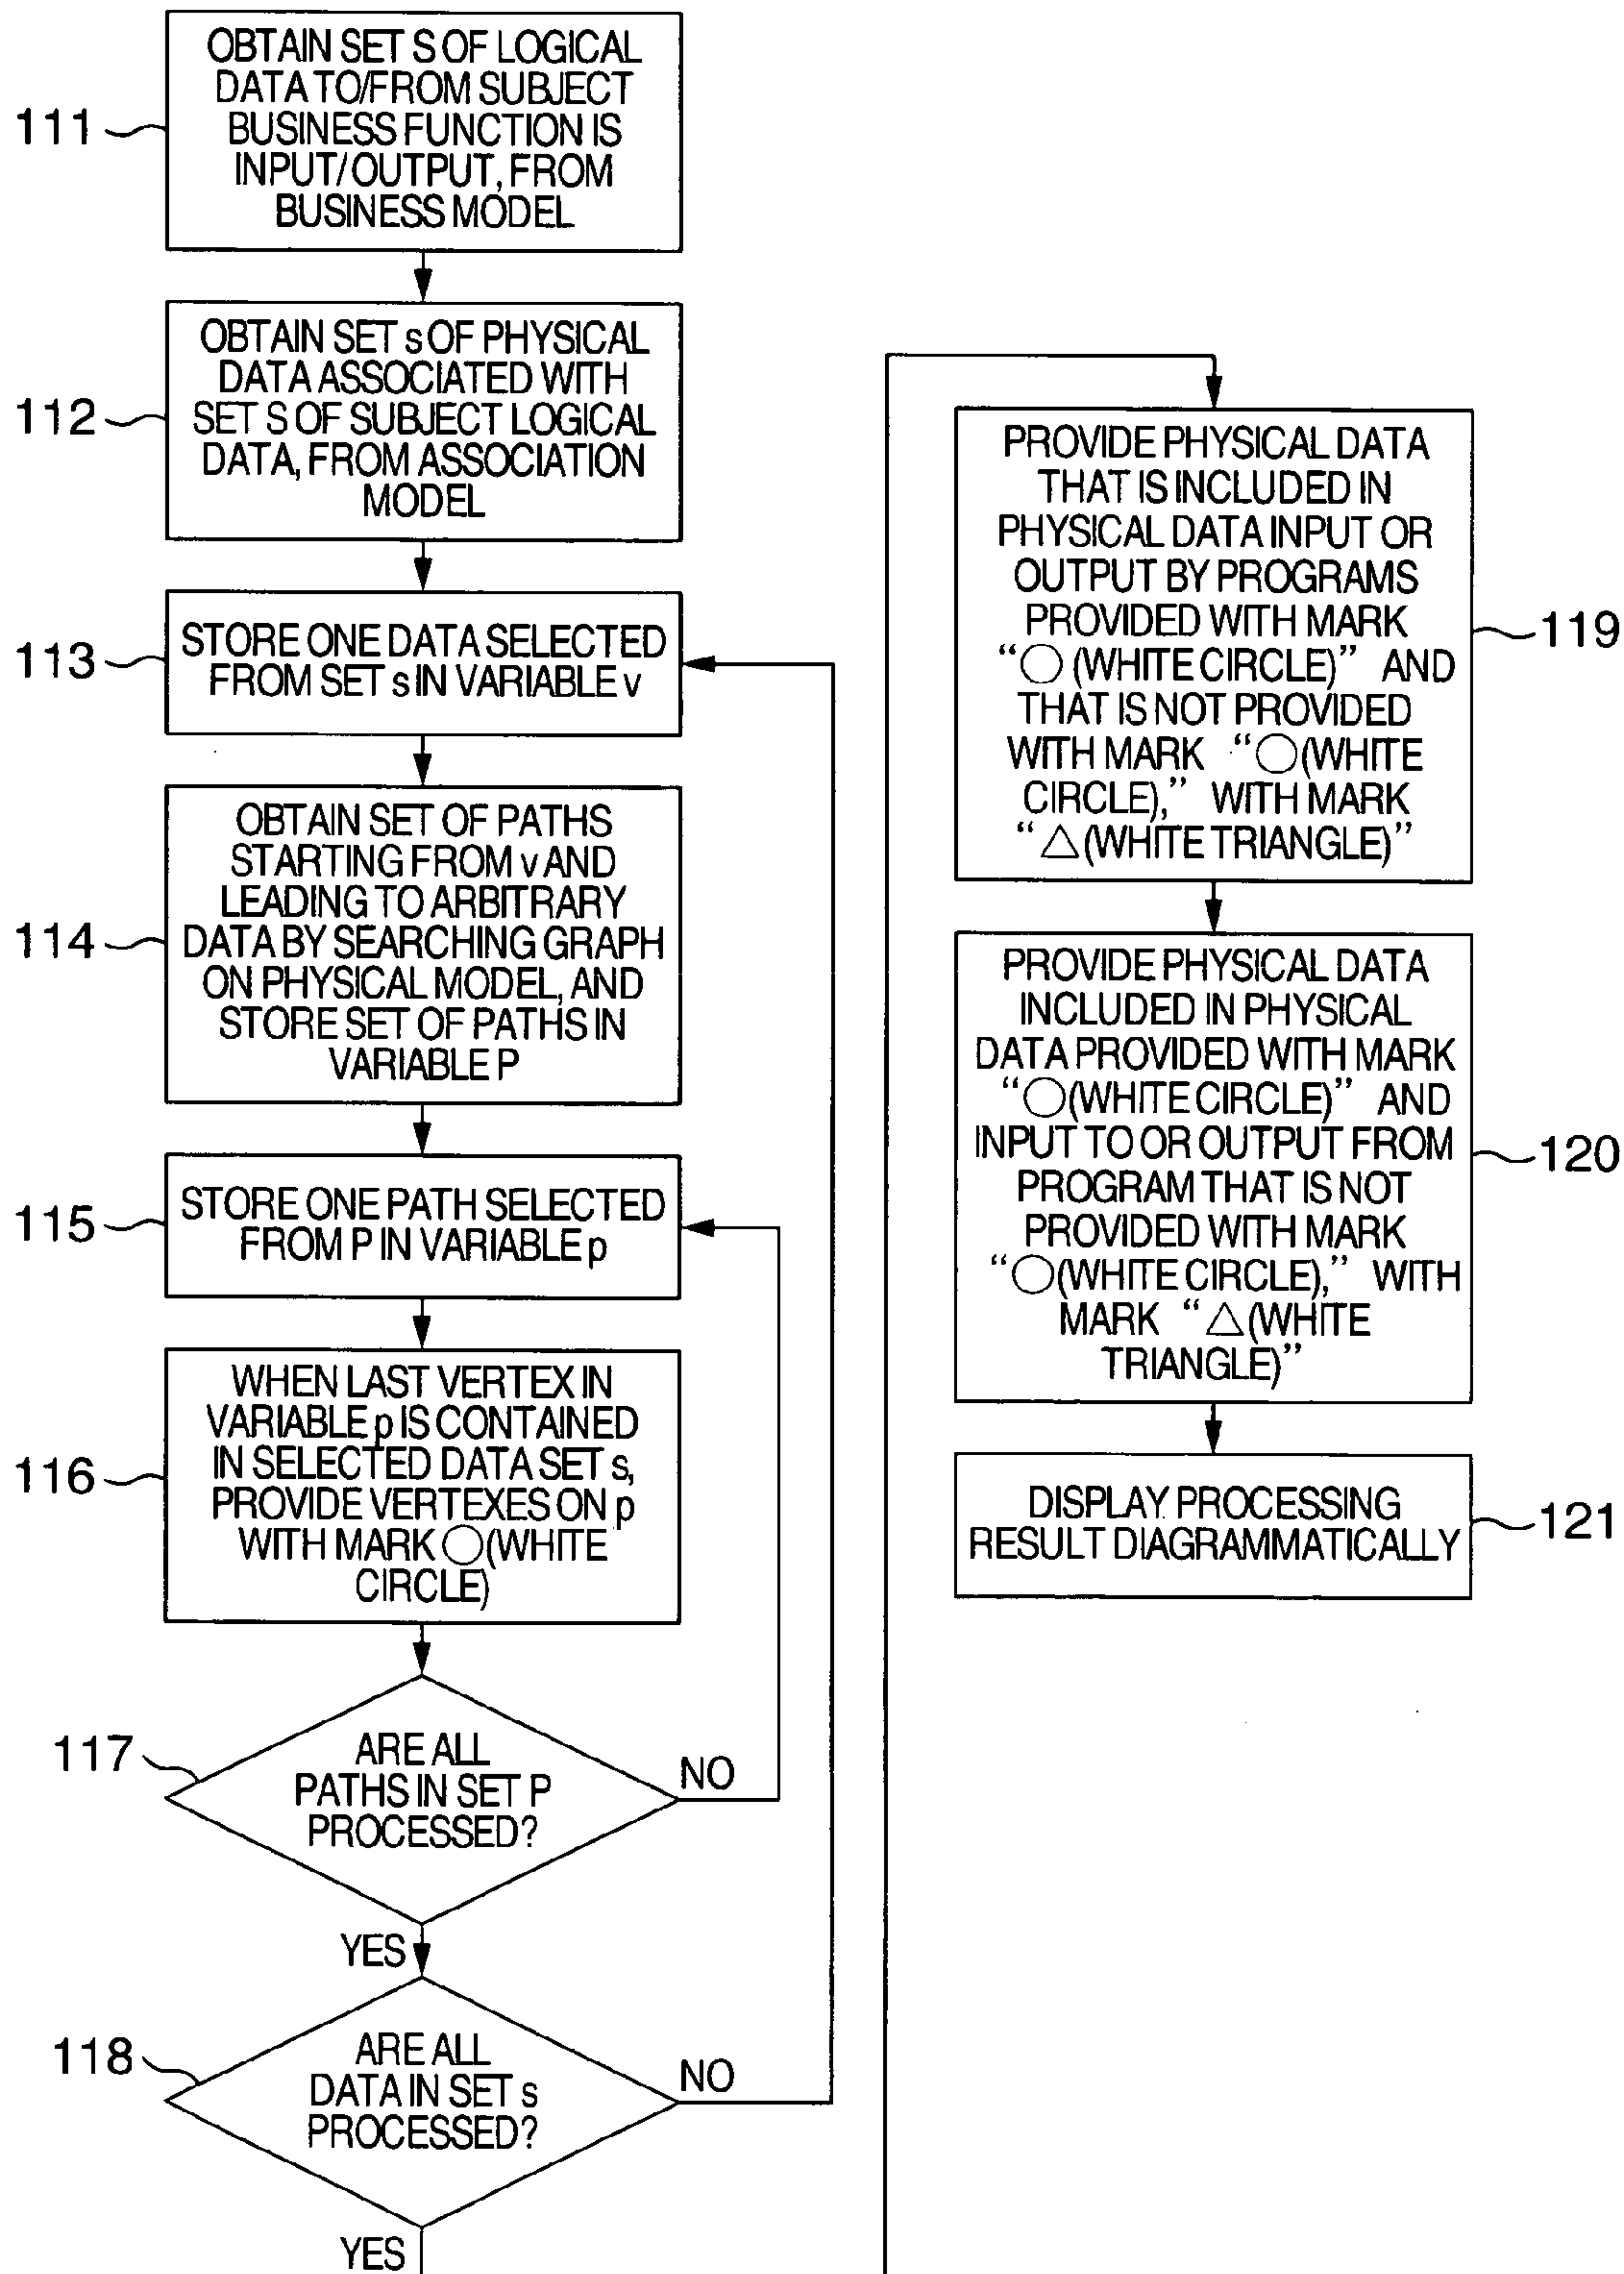 111
OBTAIN SET S OF LOGICAL
DATA TO/FROM SUBJECT
BUSINESS FUNCTION IS
INPUT/OUTPUT, FROM
BUSINESS MODEL
112
OBTAIN SET s OF PHYSICAL
DATA ASSOCIATED WITH
SET S OF SUBJECT LOGICAL
DATA, FROM ASSOCIATION
MODEL
113
STORE ONE DATA SELECTED
FROM SET s IN VARIABLE v
114
OBTAIN SET OF PATHS
STARTING FROM v AND
LEADING TO ARBITRARY
DATA BY SEARCHING GRAPH
ON PHYSICAL MODEL, AND
STORE SET OF PATHS IN
VARIABLE P
115
STORE ONE PATH SELECTED
FROM P IN VARIABLE p
116
WHEN LAST VERTEX IN
VARIABLE p IS CONTAINED
IN SELECTED DATA SET s,
PROVIDE VERTEXES ON p
WITH MARK ○(WHITE
CIRCLE)
117
ARE ALL
PATHS IN SET P
PROCESSED?
NO
YES
118
ARE ALL
DATA IN SET s
PROCESSED?
NO
YES
PROVIDE PHYSICAL DATA
THAT IS INCLUDED IN
PHYSICAL DATA INPUT OR
OUTPUT BY PROGRAMS
PROVIDED WITH MARK
“○ (WHITE CIRCLE)” AND
THAT IS NOT PROVIDED
WITH MARK “○(WHITE
CIRCLE),” WITH MARK
“△(WHITE TRIANGLE)”
119
PROVIDE PHYSICAL DATA
INCLUDED IN PHYSICAL
DATA PROVIDED WITH MARK
“○(WHITE CIRCLE)” AND
INPUT TO OR OUTPUT FROM
PROGRAM THAT IS NOT
PROVIDED WITH MARK
“○(WHITE CIRCLE),” WITH
MARK “△(WHITE
TRIANGLE)”
120
DISPLAY PROCESSING
RESULT DIAGRAMMATICALLY
121